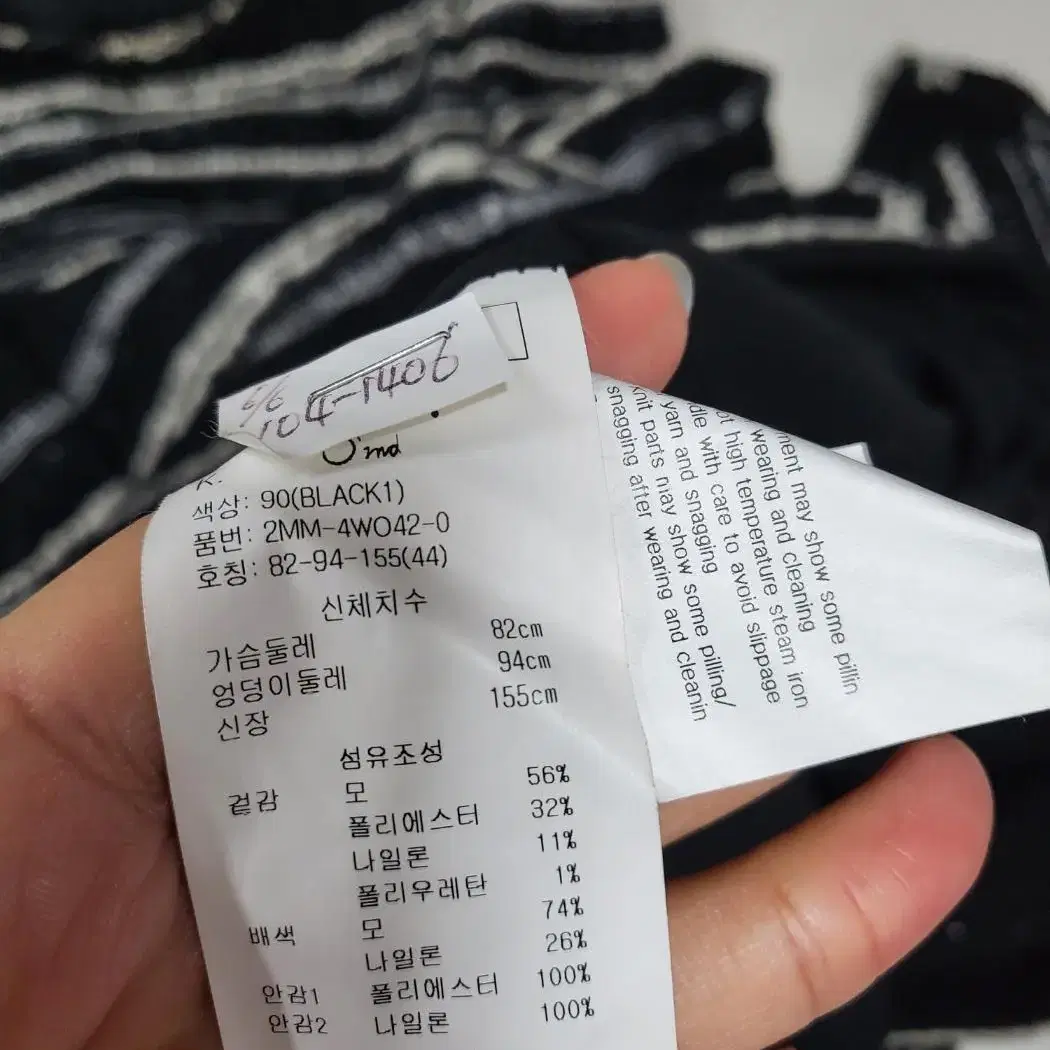 6/6
104-1406
O'2nd
색상: 90(BLACK1)
품번: 2MM-4WO42-0
호칭: 82-94-155(44)
신체치수
가슴둘레 82cm
엉덩이둘레 94cm
신장 155cm
섬유조성
겉감 모 56%
폴리에스터 32%
나일론 11%
폴리우레탄 1%
배색 모 74%
나일론 26%
안감1 폴리에스터 100%
안감2 나일론 100%
may show some
wearing and cleaning
high temperature steam iron
with care to avoid slippage
yarn and snagging
knit parts may show some pilling/
snagging after wearing and